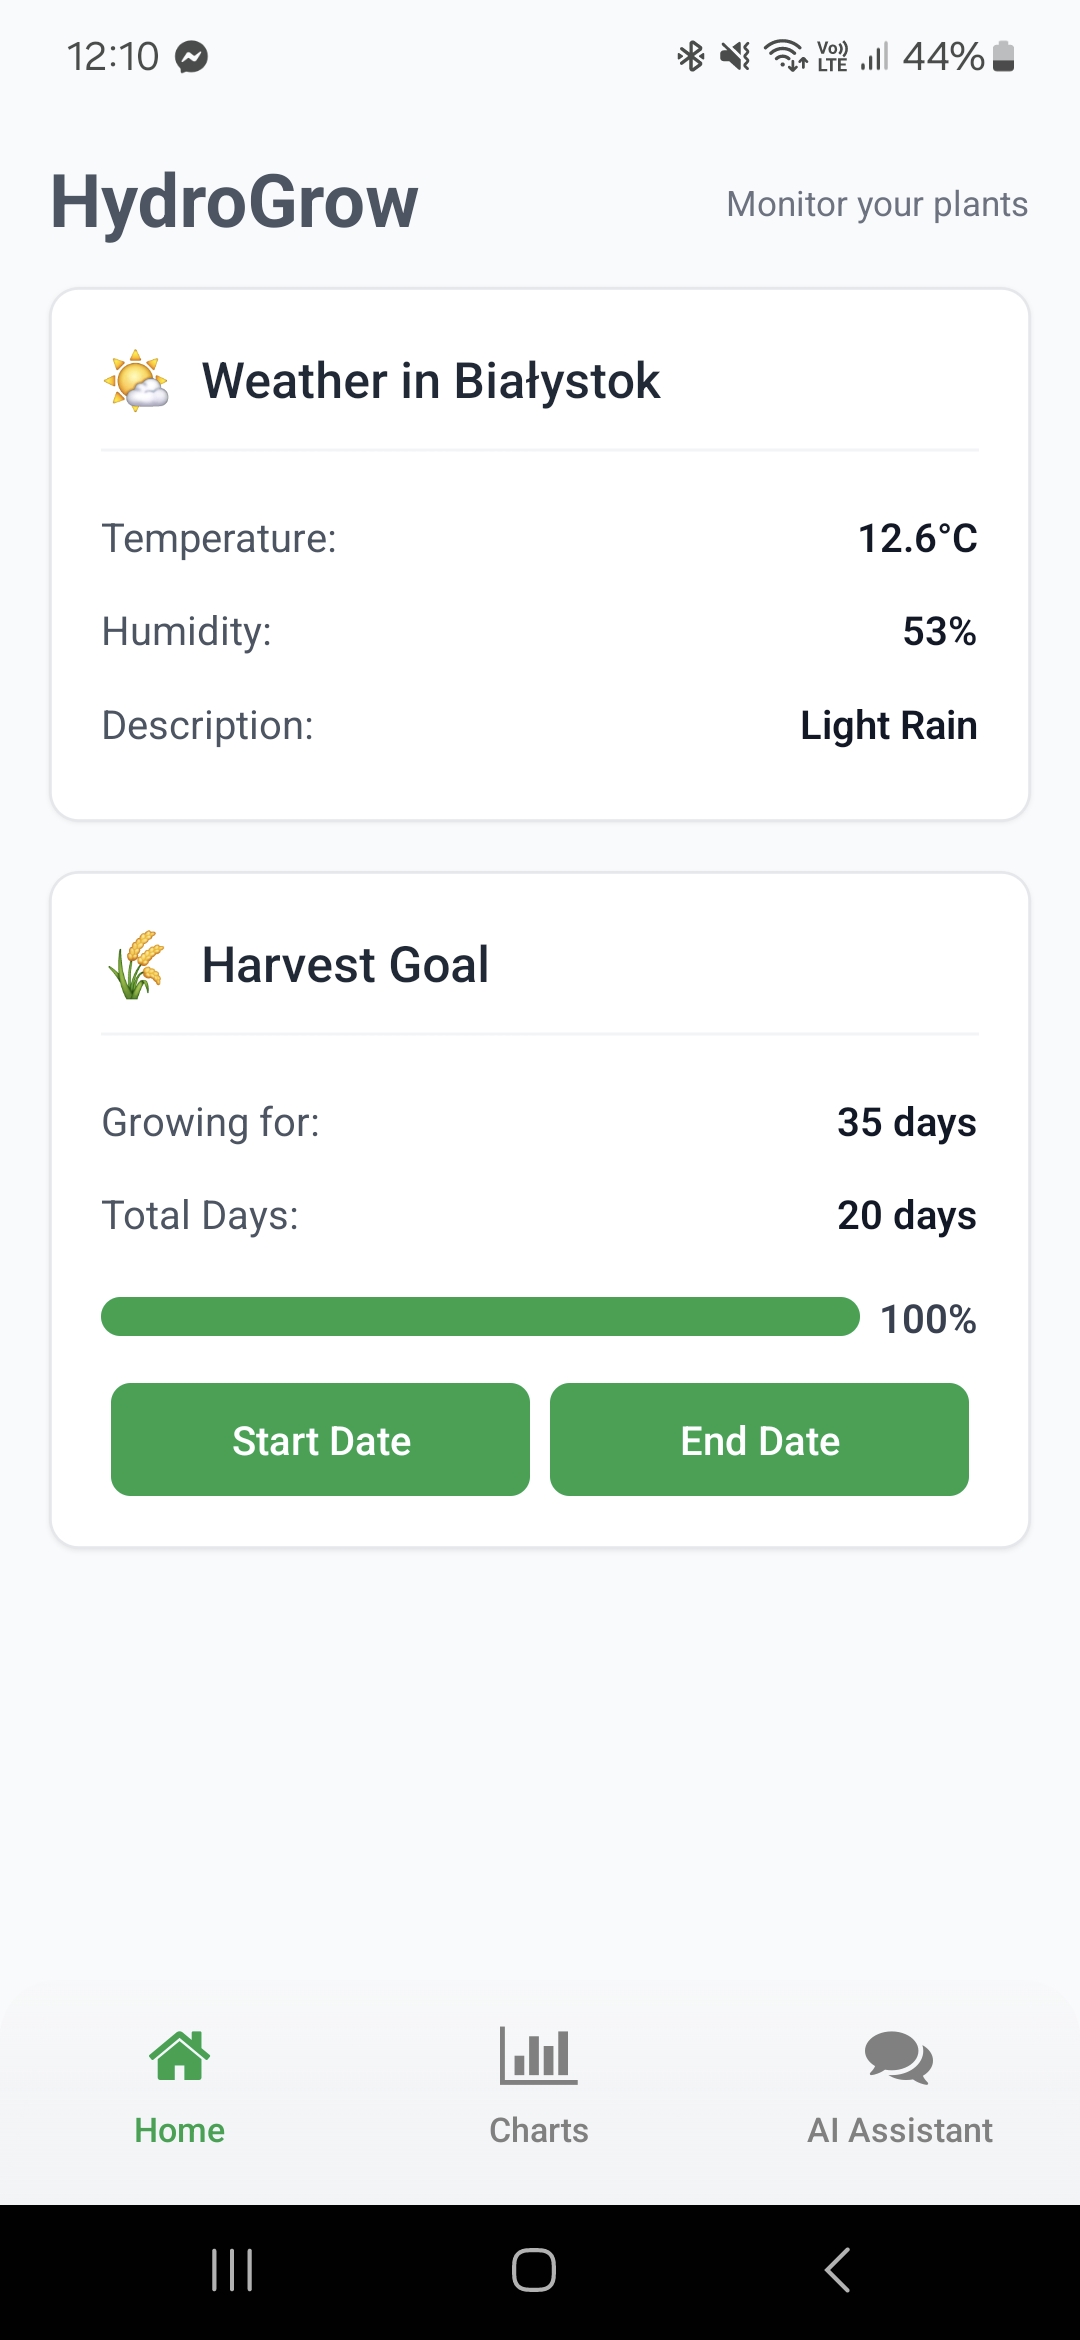 12:10
Vo)) LTE
44%
HydroGrow
Monitor your plants
Weather in Białystok
Temperature: 12.6°C
Humidity: 53%
Description: Light Rain
Harvest Goal
Growing for: 35 days
Total Days: 20 days
100%
Start Date
End Date
Home
Charts
AI Assistant